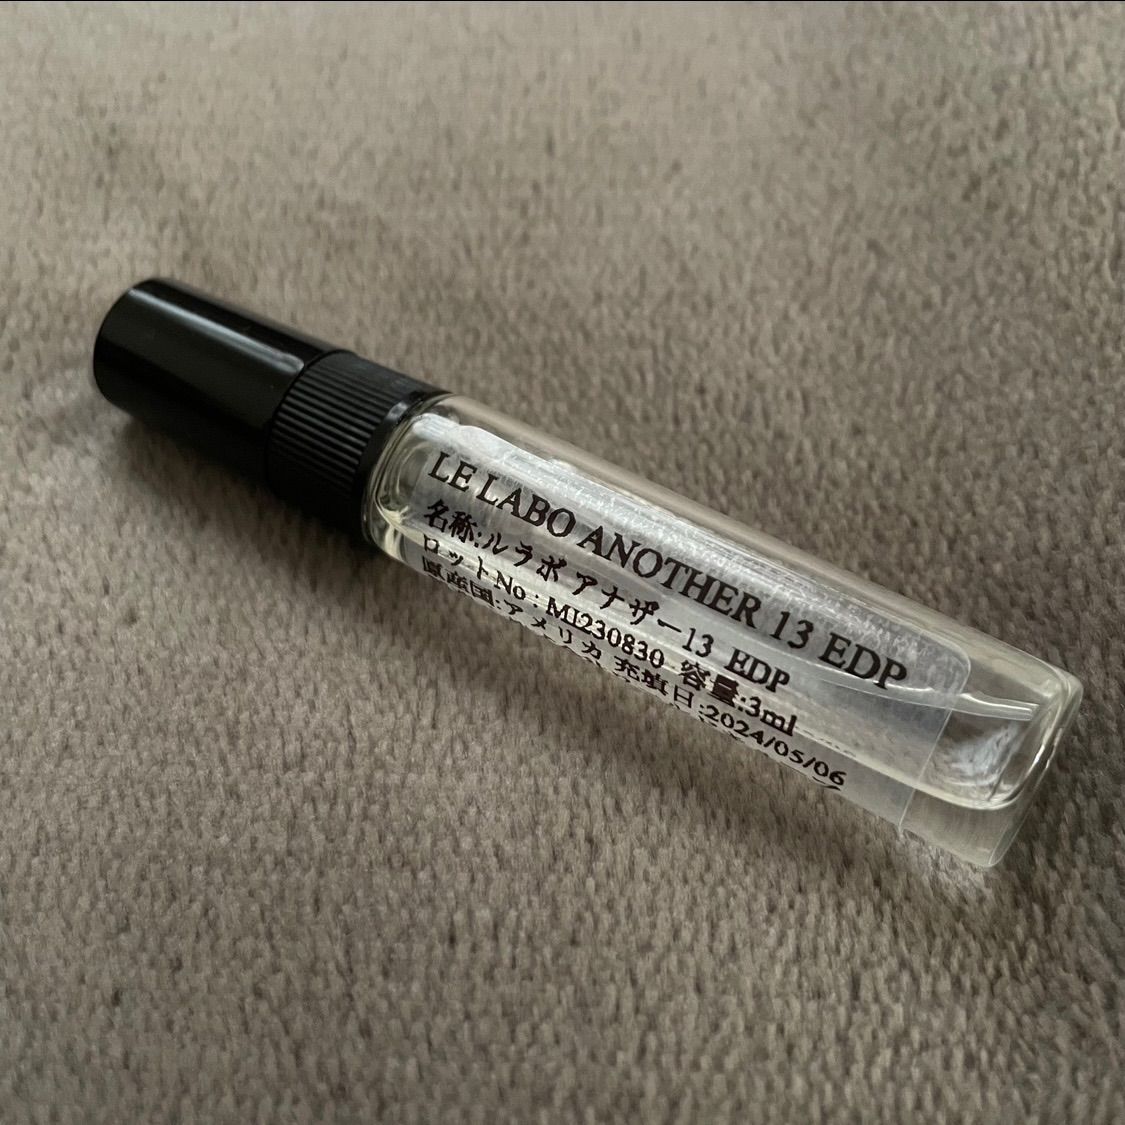 LE LABO ANOTHER 13 EDP
名称:ルラボ アナザー13 EDP
ロットNo : MI230830 容量:3ml
原産国:アメリカ 充填日:2024/05/06